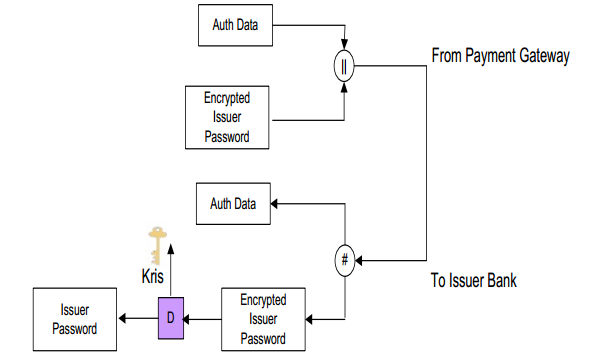 Auth Data
||
From Payment Gateway
Encrypted
Issuer
Password
Auth Data
#
To Issuer Bank
Kris
Issuer
Password
D
Encrypted
Issuer
Password